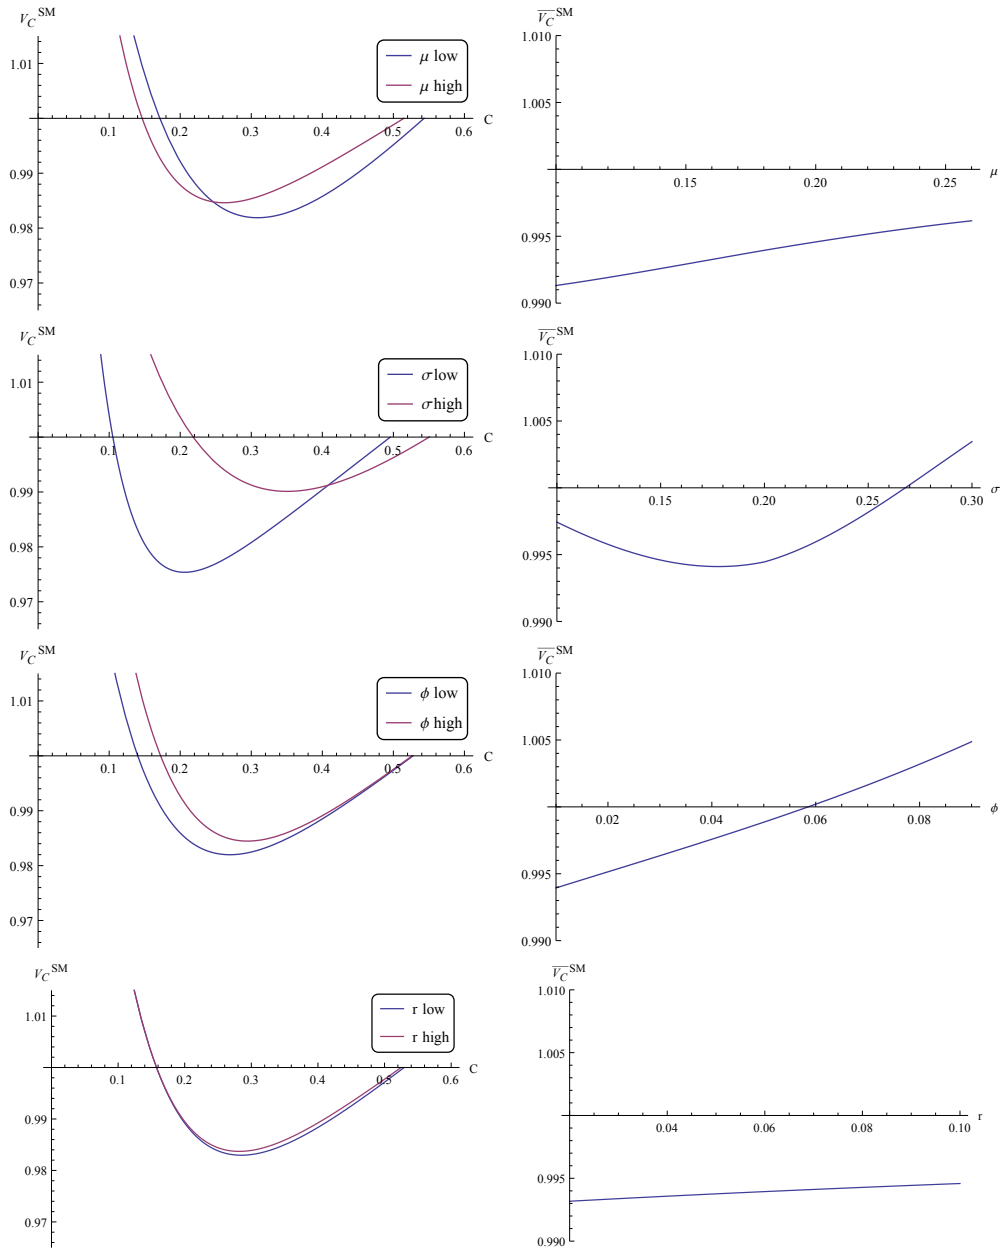 V_C^SM
1.01
0.99
0.98
0.97
0.1 0.2 0.3 0.4 0.5 0.6 C
μ low
μ high
V̅_C̅^SM
1.010
1.005
0.995
0.990
0.15 0.20 0.25 μ
V_C^SM
1.01
0.99
0.98
0.97
0.1 0.2 0.3 0.4 0.5 0.6 C
σ low
σ high
V̅_C̅^SM
1.010
1.005
0.995
0.990
0.15 0.20 0.25 0.30 σ
V_C^SM
1.01
0.99
0.98
0.97
0.1 0.2 0.3 0.4 0.5 0.6 C
ϕ low
ϕ high
V̅_C̅^SM
1.010
1.005
0.995
0.990
0.02 0.04 0.06 0.08 ϕ
V_C^SM
1.01
0.99
0.98
0.97
0.1 0.2 0.3 0.4 0.5 0.6 C
r low
r high
V̅_C̅^SM
1.010
1.005
0.995
0.990
0.04 0.06 0.08 0.10 r